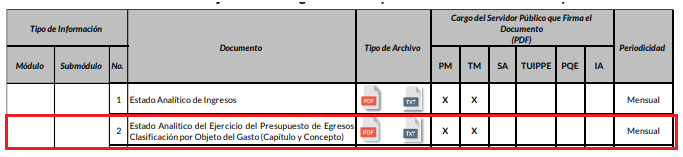 Tipo de Información
Documento
Tipo de Archivo
Cargo del Servidor Público que Firma el
Documento
(PDF)
Periodicidad
Módulo Submódulo No. PM TM SA TUIPPE PQE IA
1 Estado Analítico de Ingresos PDF TXT X X Mensual
2 Estado Analítico del Ejercicio del Presupuesto de Egresos
Clasificación por Objeto del Gasto (Capítulo y Concepto) PDF TXT X X Mensual